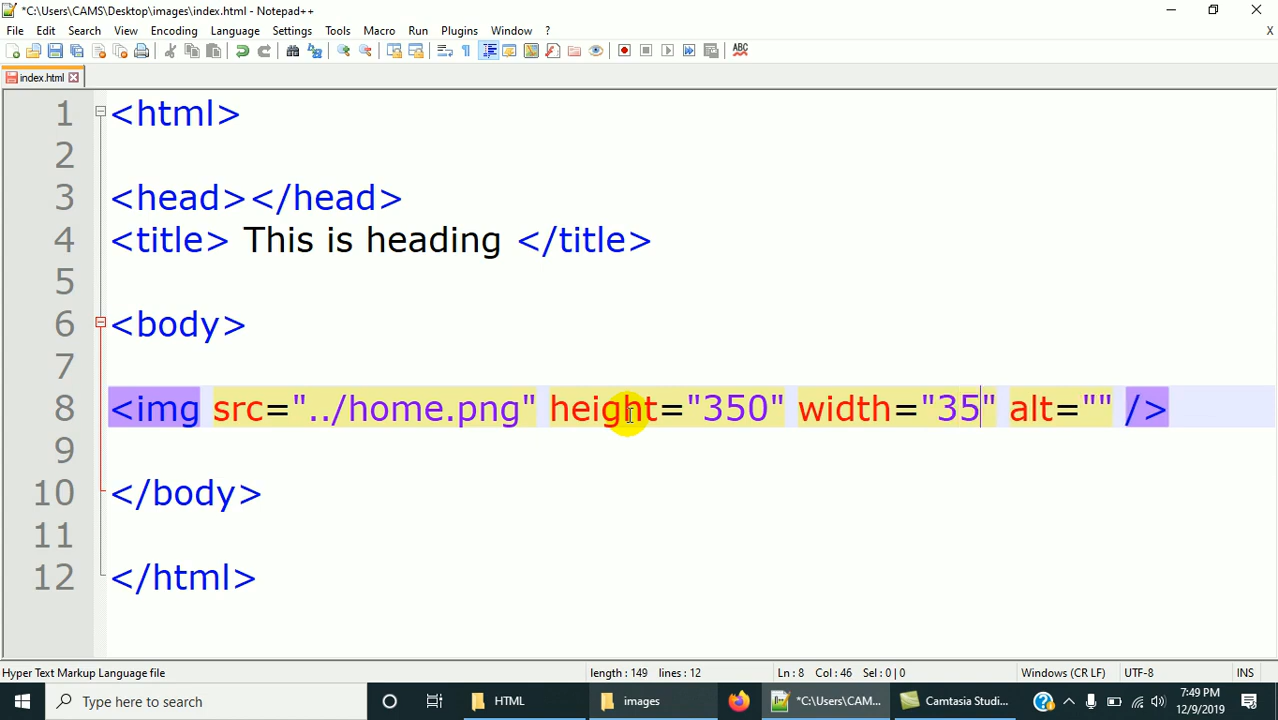 *C:\Users\CAMS\Desktop\images\index.html - Notepad++
File Edit Search View Encoding Language Settings Tools Macro Run Plugins Window ? X
ABC
index.html
1 <html>
2
3 <head></head>
4 <title> This is heading </title>
5
6 <body>
7
8 <img src="../home.png" height="350" width="35" alt="" />
9
10 </body>
11
12 </html>
Hyper Text Markup Language file length : 149 lines : 12 Ln : 8 Col : 46 Sel : 0 | 0 Windows (CR LF) UTF-8 INS
Type here to search HTML images *C:\Users\CAM... Camtasia Studi... 7:49 PM
12/9/2019